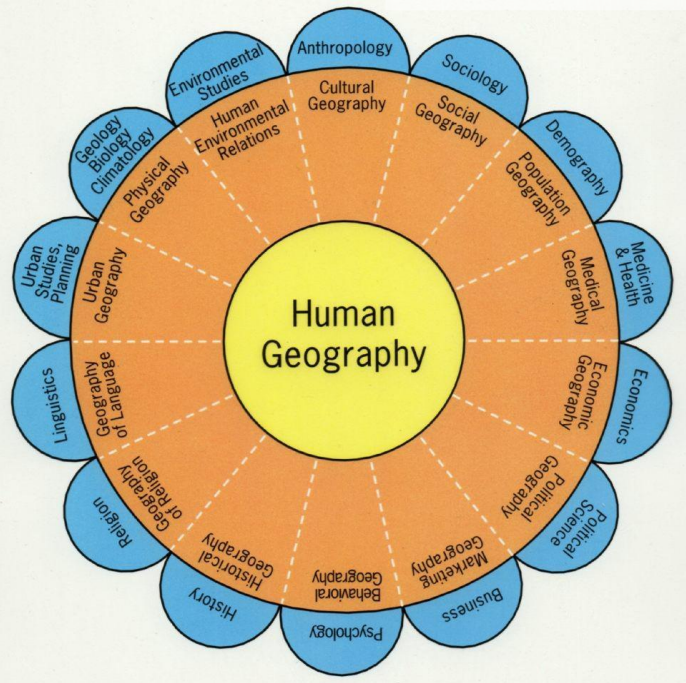 Human
Geography
Anthropology
Cultural
Geography
Sociology
Social
Geography
Demography
Population
Geography
Medicine
& Health
Medical
Geography
Economics
Economic
Geography
Political
Science
Political
Geography
Business
Marketing
Geography
Psychology
Behavioral
Geography
History
Historical
Geography
Religion
Geography
of Religion
Linguistics
Geography
of Language
Urban
Studies,
Planning
Urban
Geography
Geology
Biology
Climatology
Physical
Geography
Environmental
Studies
Human
Environmental
Relations